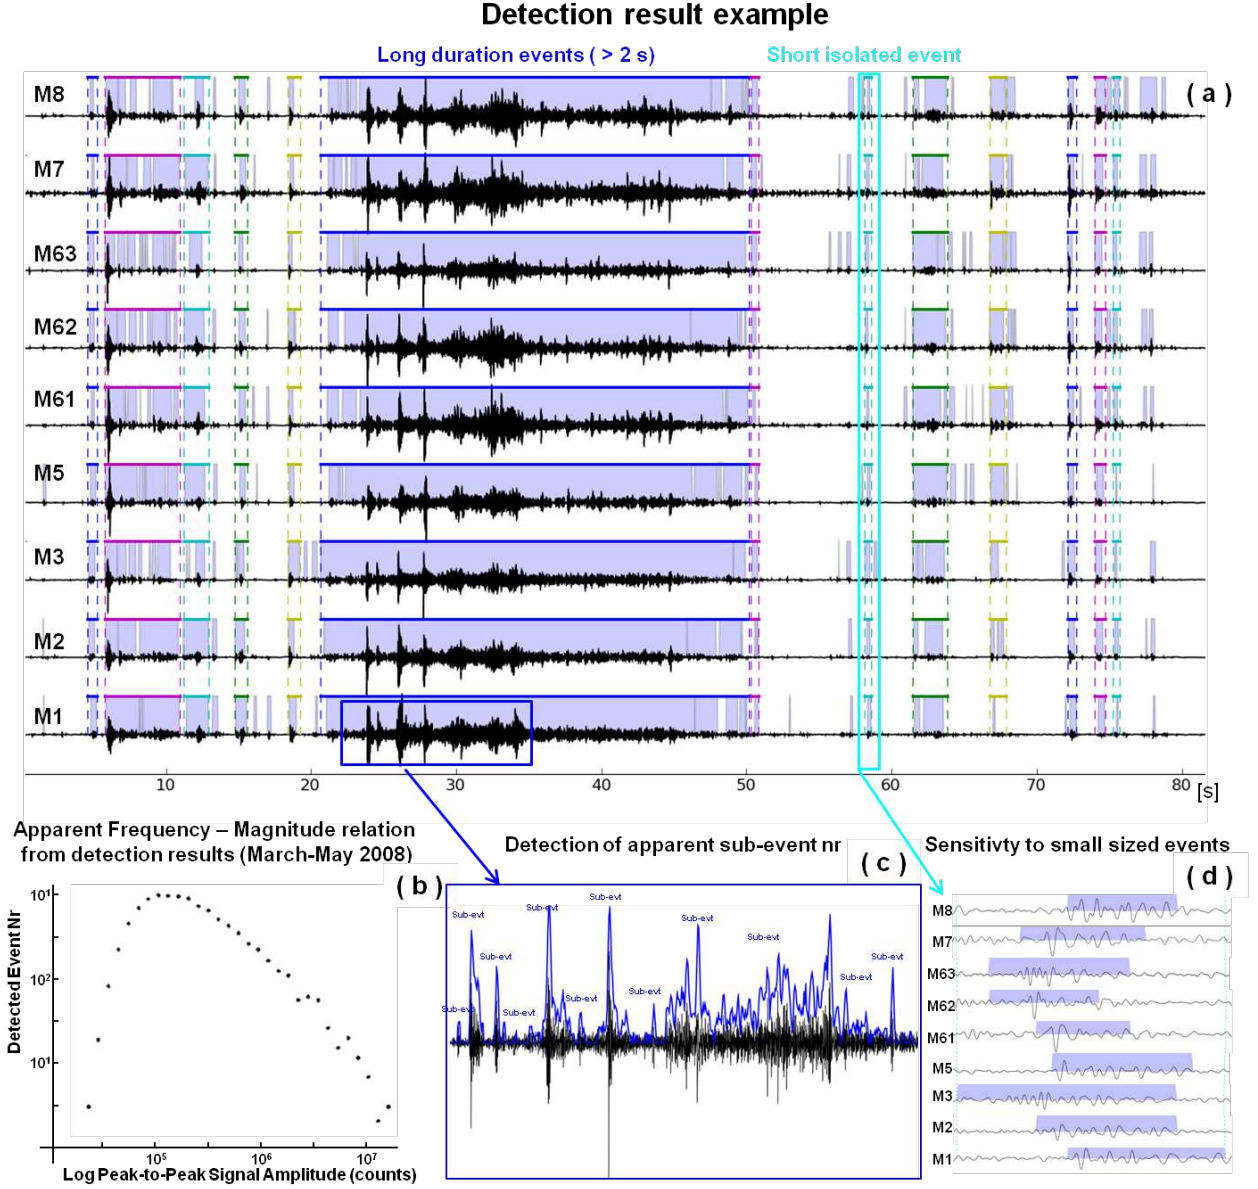 Detection result example
Long duration events ( > 2 s)
Short isolated event
( a )
M8
M7
M63
M62
M61
M5
M3
M2
M1
10 20 30 40 50 60 70 80 [s]
Apparent Frequency – Magnitude relation
from detection results (March-May 2008)
( b )
Detected Event Nr
10¹
10²
10¹
10⁵ 10⁶ 10⁷
Log Peak-to-Peak Signal Amplitude (counts)
Detection of apparent sub-event nr
( c )
Sub-evt
Sub-evt
Sub-evt
Sub-evt
Sub-evt
Sub-evt
Sub-evt
Sub-evt
Sub-evt
Sub-evt
Sub-evt
Sub-evt
Sensitivty to small sized events
( d )
M8
M7
M63
M62
M61
M5
M3
M2
M1